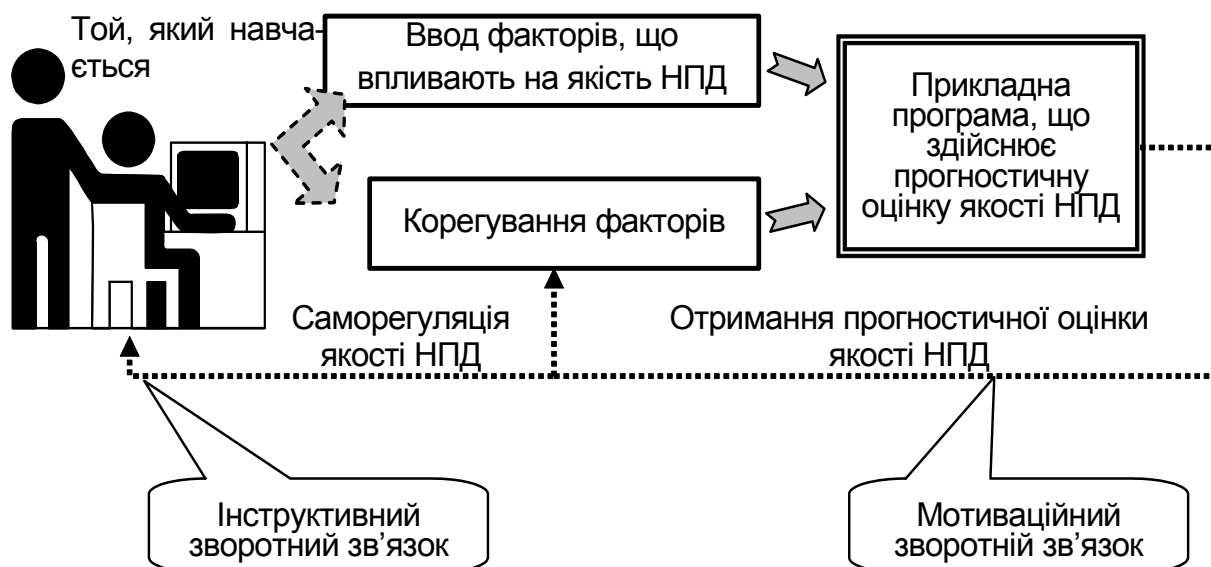 Той, який навча-
ється
Ввод факторів, що
впливають на якість НПД
Прикладна
програма, що
здійснює
прогностичну
оцінку якості НПД
Корегування факторів
Саморегуляція
якості НПД
Отримання прогностичної оцінки
якості НПД
Інструктивний
зворотний зв’язок
Мотиваційний
зворотній зв’язок